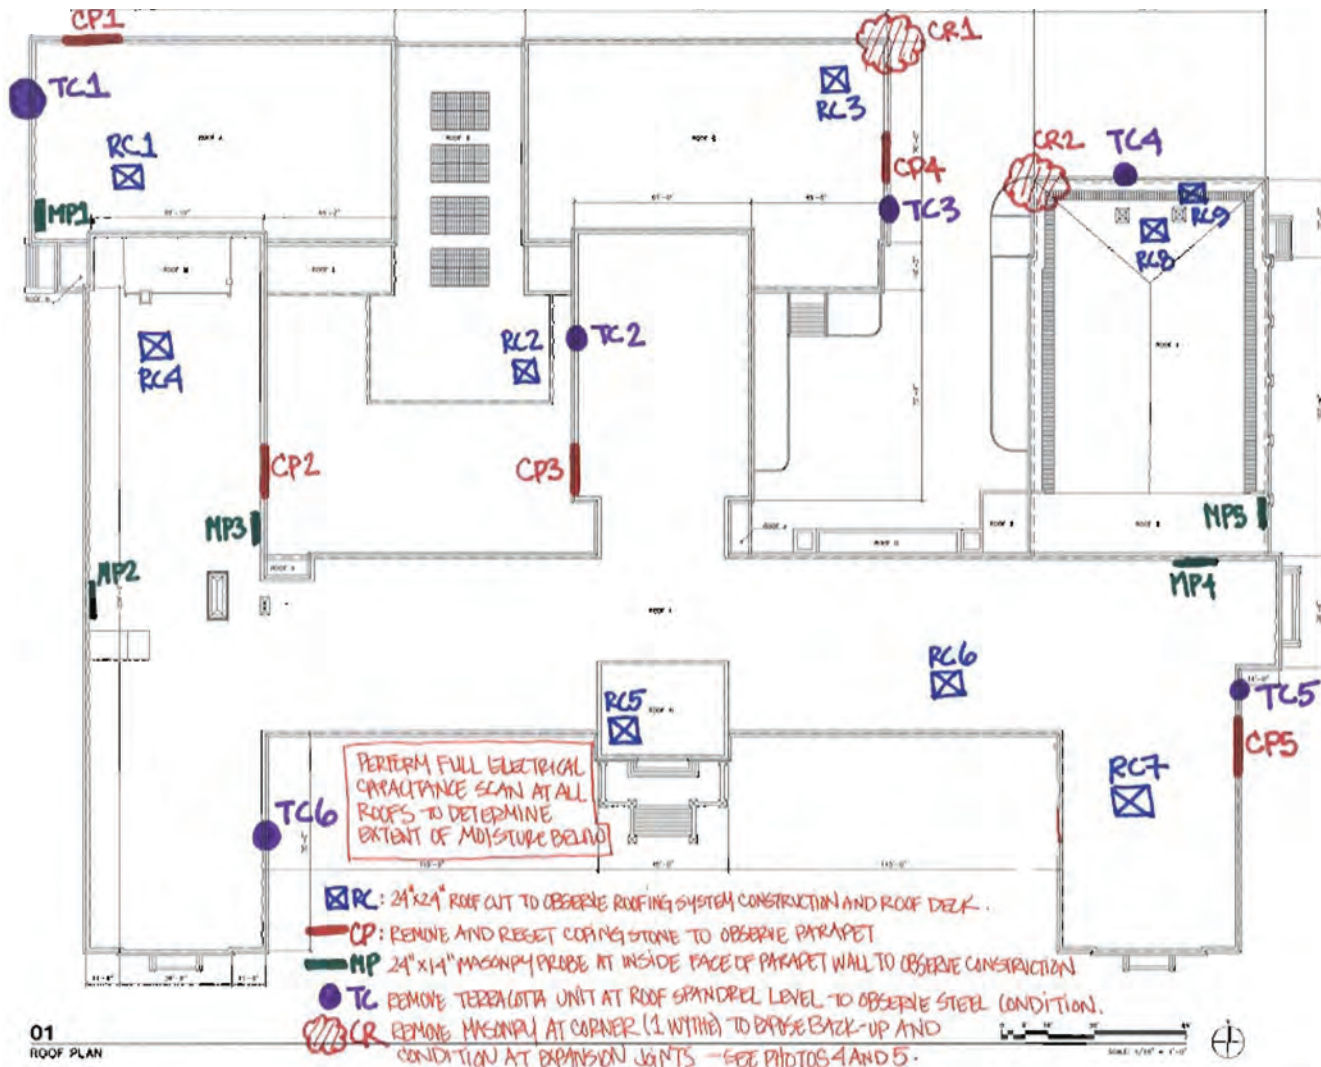 CP1
CR1
TC1
RC3
RC1
ROOF A
ROOF B
CP4
CR2
TC4
MP1
TC3
RC9
RC8
ROOF M
RC4
RC2
TC2
CP2
CP3
MP3
MP5
MP2
MP4
RC6
RC5
TC5
CP5
RC7
TC6
PERFORM FULL ELECTRICAL
CAPACITANCE SCAN AT ALL
ROOFS TO DETERMINE
EXTENT OF MOISTURE BELOW
RC: 24"x24" ROOF CUT TO OBSERVE ROOFING SYSTEM CONSTRUCTION AND ROOF DECK.
CP: REMOVE AND RESET COPING STONE TO OBSERVE PARAPET
MP 24"x14" MASONRY PROBE AT INSIDE FACE OF PARAPET WALL TO OBSERVE CONSTRUCTION
TC REMOVE TERRACOTTA UNIT AT ROOF SPANDREL LEVEL TO OBSERVE STEEL CONDITION.
CR REMOVE MASONRY AT CORNER (1 WYTHE) TO EXPOSE BACK-UP AND
CONDITION AT EXPANSION JOINTS - SEE PHOTOS 4 AND 5.
01
ROOF PLAN